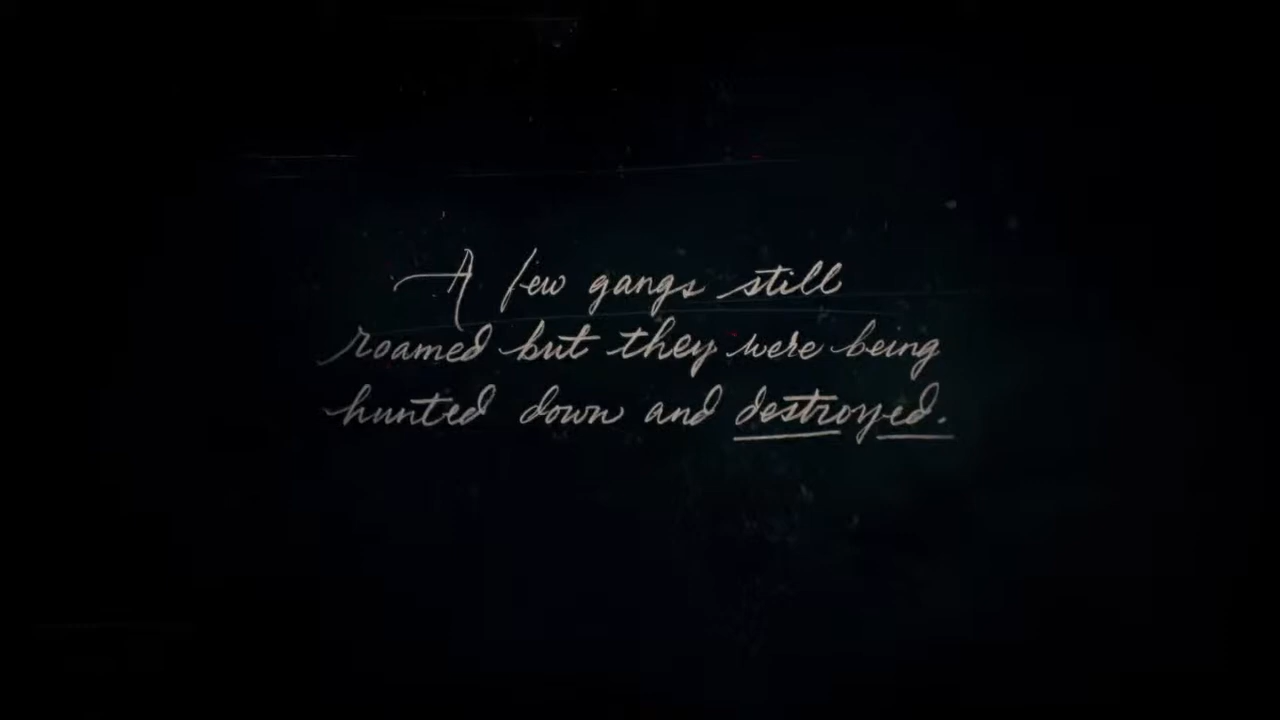 A few gangs still
roamed but they were being
hunted down and destroyed.